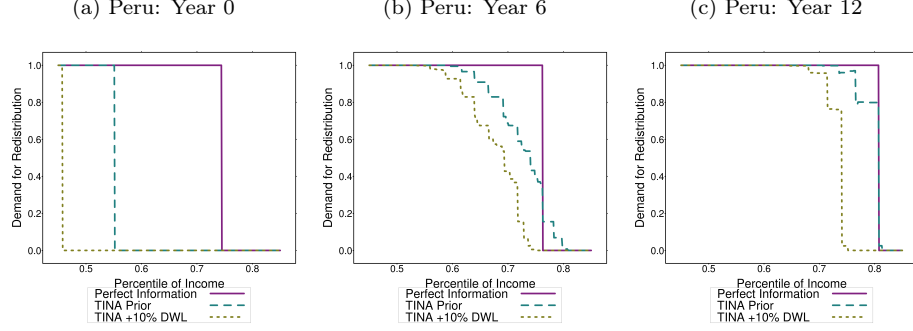 (a) Peru: Year 0
1.0
0.8
0.6
0.4
0.2
0.0
Demand for Redistribution
0.5 0.6 0.7 0.8
Percentile of Income
Perfect Information
TINA Prior
TINA +10% DWL
(b) Peru: Year 6
1.0
0.8
0.6
0.4
0.2
0.0
Demand for Redistribution
0.5 0.6 0.7 0.8
Percentile of Income
Perfect Information
TINA Prior
TINA +10% DWL
(c) Peru: Year 12
1.0
0.8
0.6
0.4
0.2
0.0
Demand for Redistribution
0.5 0.6 0.7 0.8
Percentile of Income
Perfect Information
TINA Prior
TINA +10% DWL